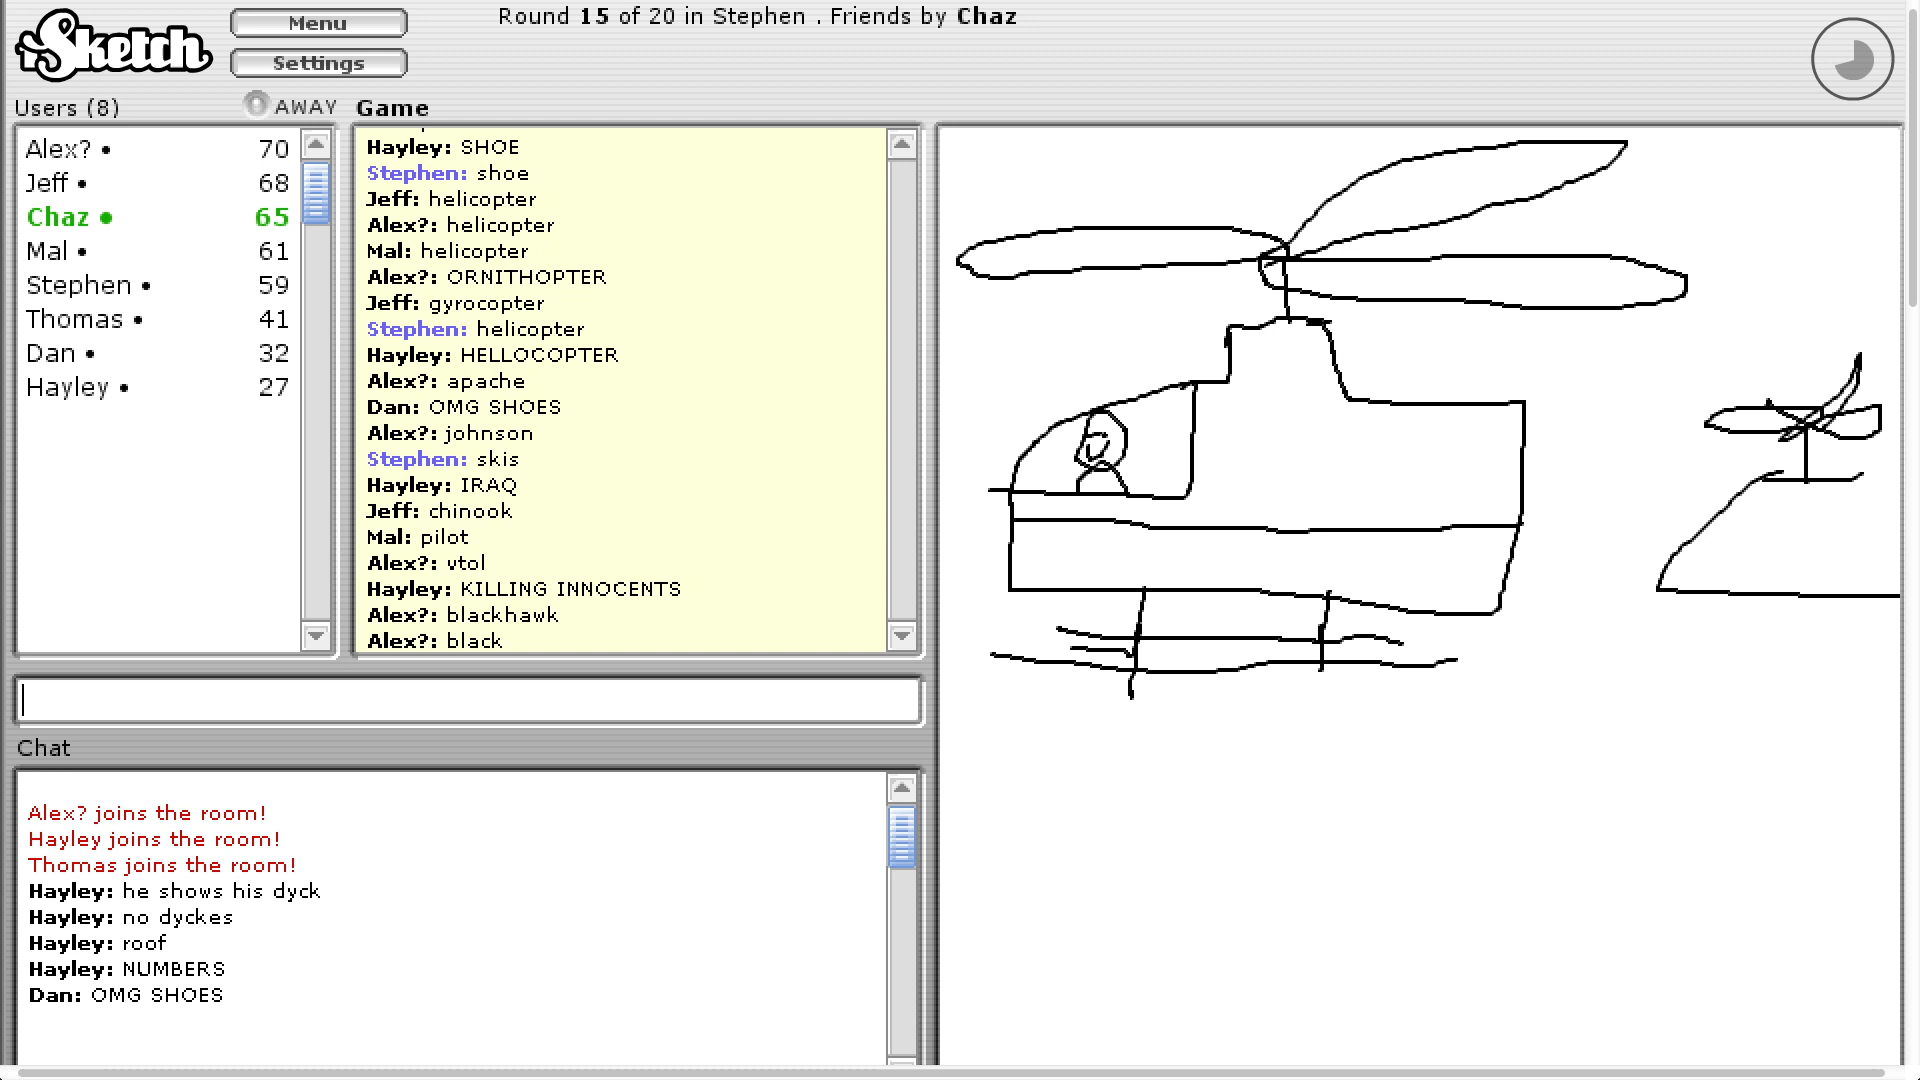 iSketch
Menu
Settings
Round 15 of 20 in Stephen . Friends by Chaz
Users (8)
AWAY
Game
Alex? • 70
Jeff • 68
Chaz • 65
Mal • 61
Stephen • 59
Thomas • 41
Dan • 32
Hayley • 27
Hayley: SHOE
Stephen: shoe
Jeff: helicopter
Alex?: helicopter
Mal: helicopter
Alex?: ORNITHOPTER
Jeff: gyrocopter
Stephen: helicopter
Hayley: HELLOCOPTER
Alex?: apache
Dan: OMG SHOES
Alex?: johnson
Stephen: skis
Hayley: IRAQ
Jeff: chinook
Mal: pilot
Alex?: vtol
Hayley: KILLING INNOCENTS
Alex?: blackhawk
Alex?: black
Chat
Alex? joins the room!
Hayley joins the room!
Thomas joins the room!
Hayley: he shows his dyck
Hayley: no dyckes
Hayley: roof
Hayley: NUMBERS
Dan: OMG SHOES